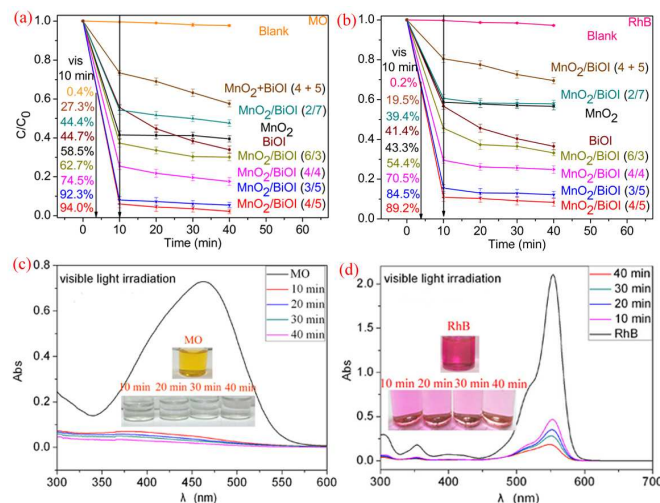 (a)
MO
Blank
vis
10 min
0.4%
27.3%
44.4%
44.7%
58.5%
62.7%
74.5%
92.3%
94.0%
MnO2+BiOI (4 + 5)
MnO2/BiOI (2/7)
MnO2
BiOI
MnO2/BiOI (6/3)
MnO2/BiOI (4/4)
MnO2/BiOI (3/5)
MnO2/BiOI (4/5)
C/C0
1.0
0.8
0.6
0.4
0.2
0.0
0 10 20 30 40 50 60
Time (min)
(b)
RhB
Blank
vis
10 min
0.2%
19.5%
39.4%
41.4%
43.3%
54.4%
70.5%
84.5%
89.2%
MnO2/BiOI (4 + 5)
MnO2/BiOI (2/7)
MnO2
BiOI
MnO2/BiOI (6/3)
MnO2/BiOI (4/4)
MnO2/BiOI (3/5)
MnO2/BiOI (4/5)
1.0
0.8
0.6
0.4
0.2
0.0
0 10 20 30 40 50 60
Time (min)
(c)
visible light irradiation
MO
10 min
20 min
30 min
40 min
MO
10 min 20 min 30 min 40 min
Abs
0.8
0.6
0.4
0.2
0.0
300 350 400 450 500 550 600
λ (nm)
(d)
visible light irradiation
40 min
30 min
20 min
10 min
RhB
RhB
10 min 20 min 30 min 40 min
Abs
2.0
1.5
1.0
0.5
0.0
300 400 500 600 700
λ (nm)